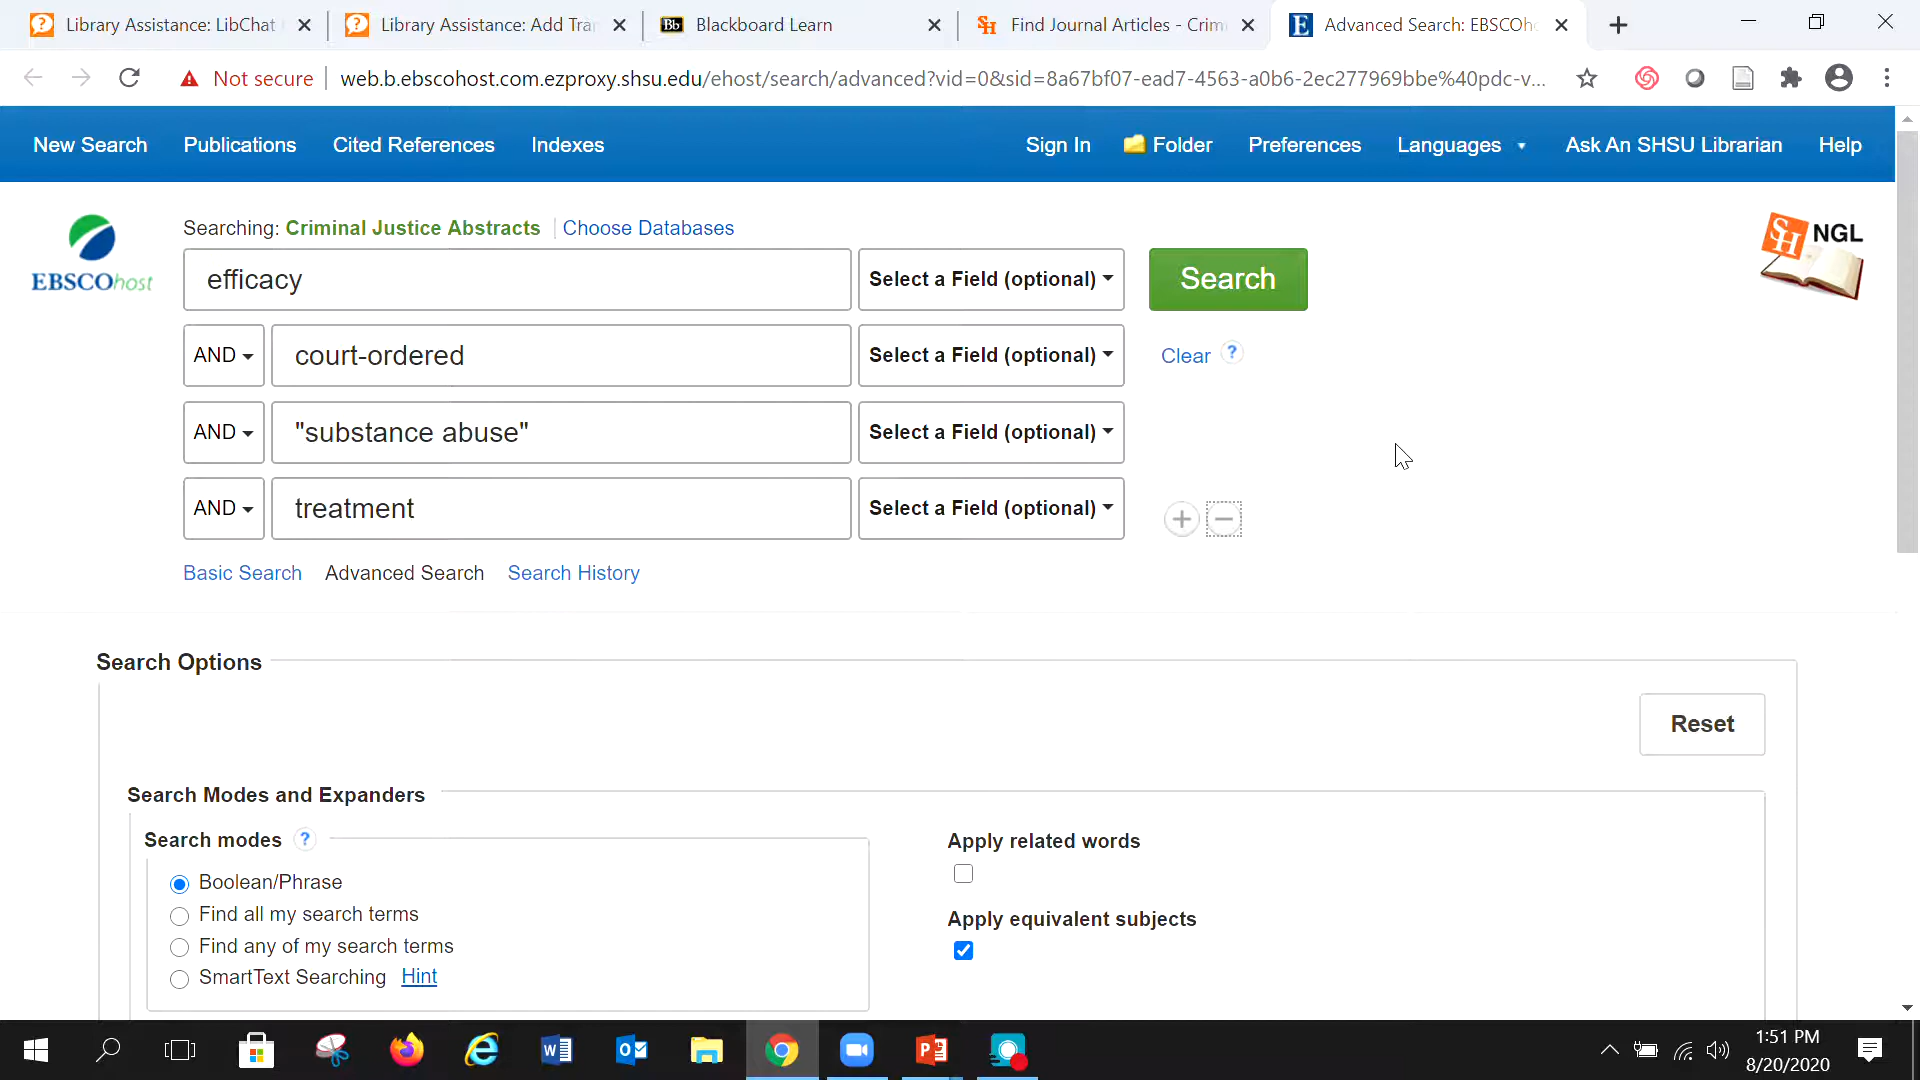 Library Assistance: LibChat
Library Assistance: Add Tra
Bb
Blackboard Learn
SH
Find Journal Articles - Crim
E
Advanced Search: EBSCOh
Not secure
web.b.ebscohost.com.ezproxy.shsu.edu/ehost/search/advanced?vid=0&sid=8a67bf07-ead7-4563-a0b6-2ec277969bbe%40pdc-v...
New Search
Publications
Cited References
Indexes
Sign In
Folder
Preferences
Languages
Ask An SHSU Librarian
Help
EBSCOhost
Searching: Criminal Justice Abstracts
Choose Databases
SH NGL
efficacy
Select a Field (optional)
Search
AND
court-ordered
Select a Field (optional)
Clear ?
AND
"substance abuse"
Select a Field (optional)
AND
treatment
Select a Field (optional)
Basic Search
Advanced Search
Search History
Search Options
Reset
Search Modes and Expanders
Search modes ?
Boolean/Phrase
Find all my search terms
Find any of my search terms
SmartText Searching Hint
Apply related words
Apply equivalent subjects
1:51 PM
8/20/2020